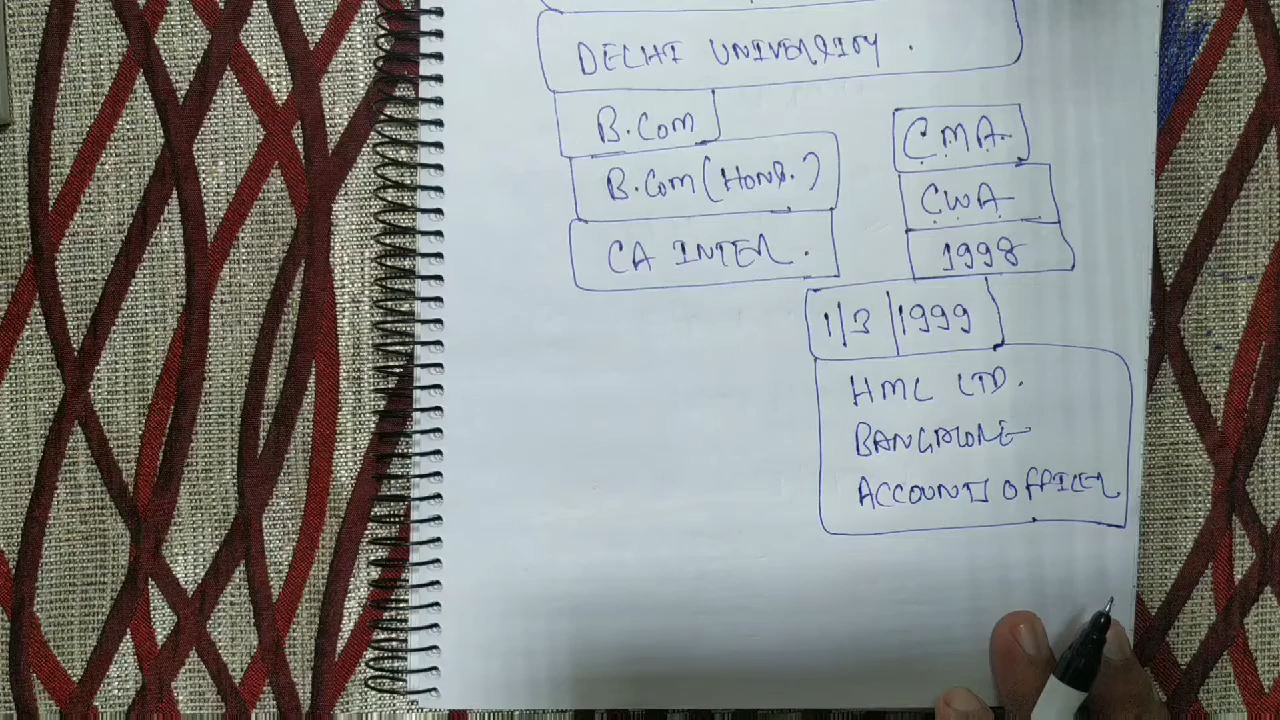 DELHI UNIVERSITY.
B.Com
B.Com (HONS.)
CA INTER.
CMA
CWA
1998
1/3/1999
HML LTD.
BANGALORE
ACCOUNTS OFFICER